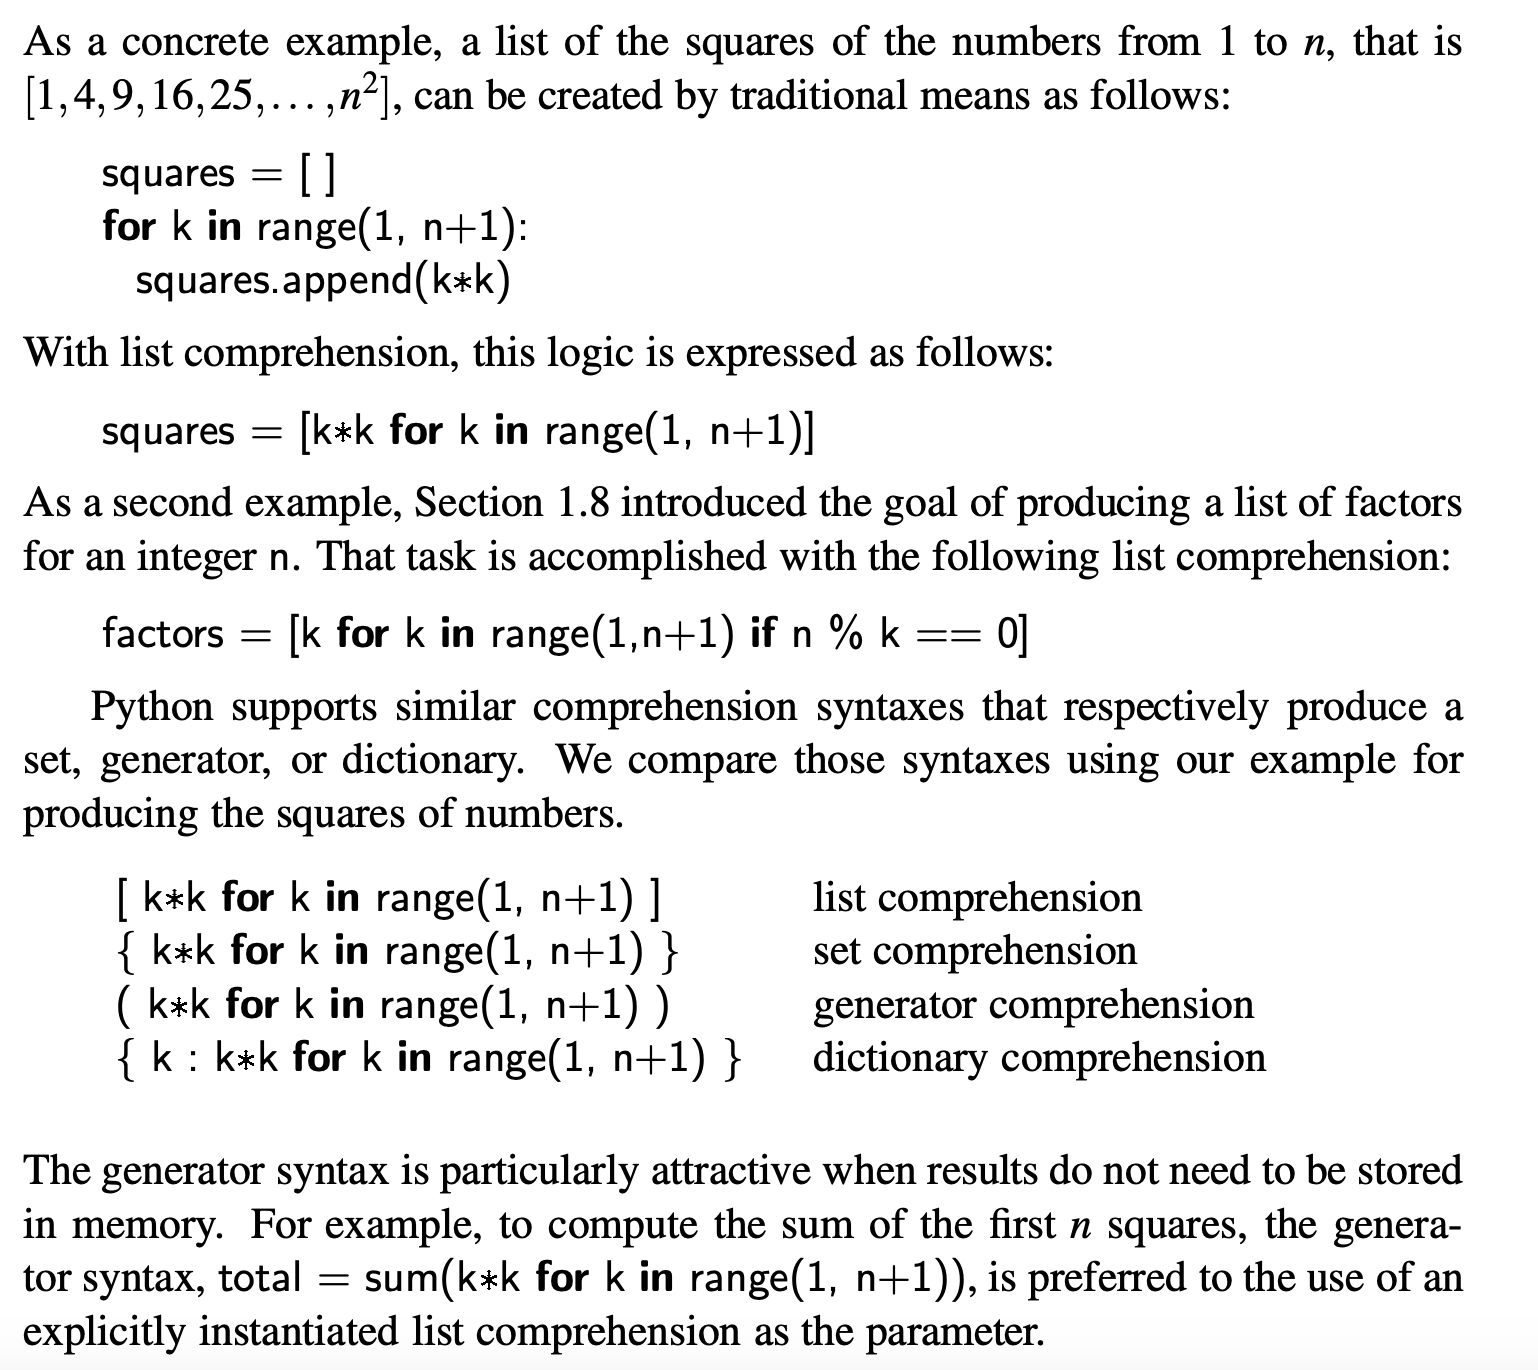 As a concrete example, a list of the squares of the numbers from 1 to n, that is
[1,4,9,16,25,...,n²], can be created by traditional means as follows:
squares = [ ]
for k in range(1, n+1):
squares.append(k*k)
With list comprehension, this logic is expressed as follows:
squares = [k*k for k in range(1, n+1)]
As a second example, Section 1.8 introduced the goal of producing a list of factors
for an integer n. That task is accomplished with the following list comprehension:
factors = [k for k in range(1,n+1) if n % k == 0]
Python supports similar comprehension syntaxes that respectively produce a
set, generator, or dictionary. We compare those syntaxes using our example for
producing the squares of numbers.
[ k*k for k in range(1, n+1) ] list comprehension
{ k*k for k in range(1, n+1) } set comprehension
( k*k for k in range(1, n+1) ) generator comprehension
{ k : k*k for k in range(1, n+1) } dictionary comprehension
The generator syntax is particularly attractive when results do not need to be stored
in memory. For example, to compute the sum of the first n squares, the genera-
tor syntax, total = sum(k*k for k in range(1, n+1)), is preferred to the use of an
explicitly instantiated list comprehension as the parameter.